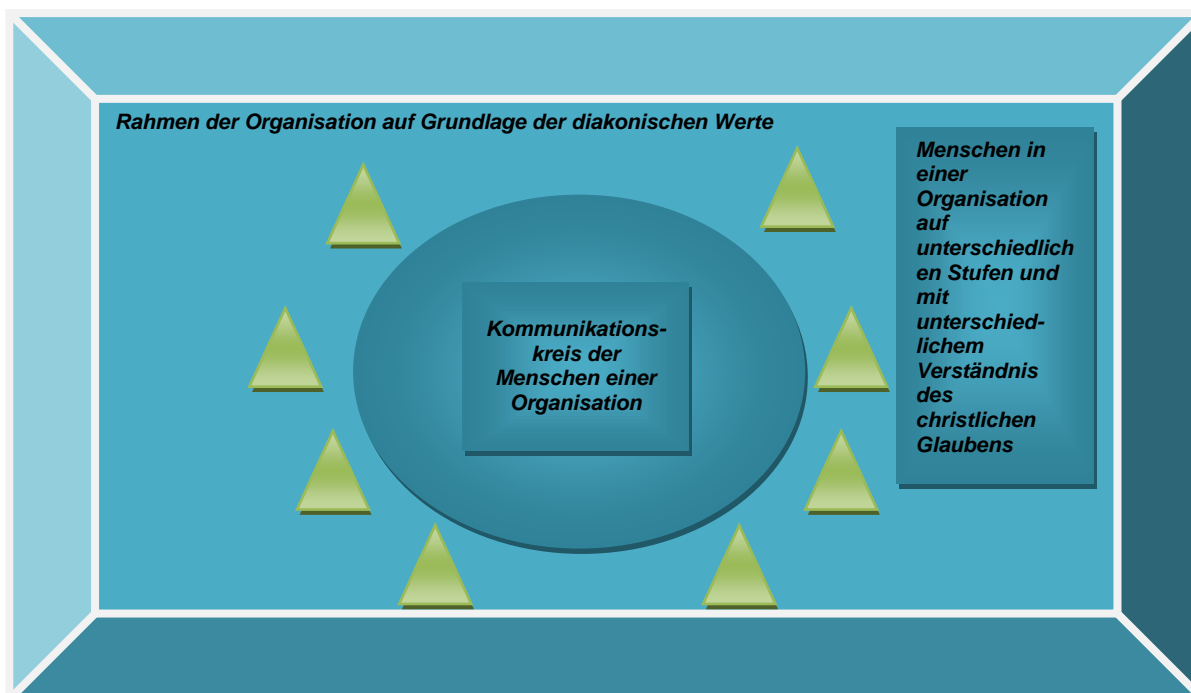 Rahmen der Organisation auf Grundlage der diakonischen Werte
Kommunikations-
kreis der
Menschen einer
Organisation
Menschen in
einer
Organisation
auf
unterschiedlich
en Stufen und
mit
unterschied-
lichem
Verständnis
des
christlichen
Glaubens